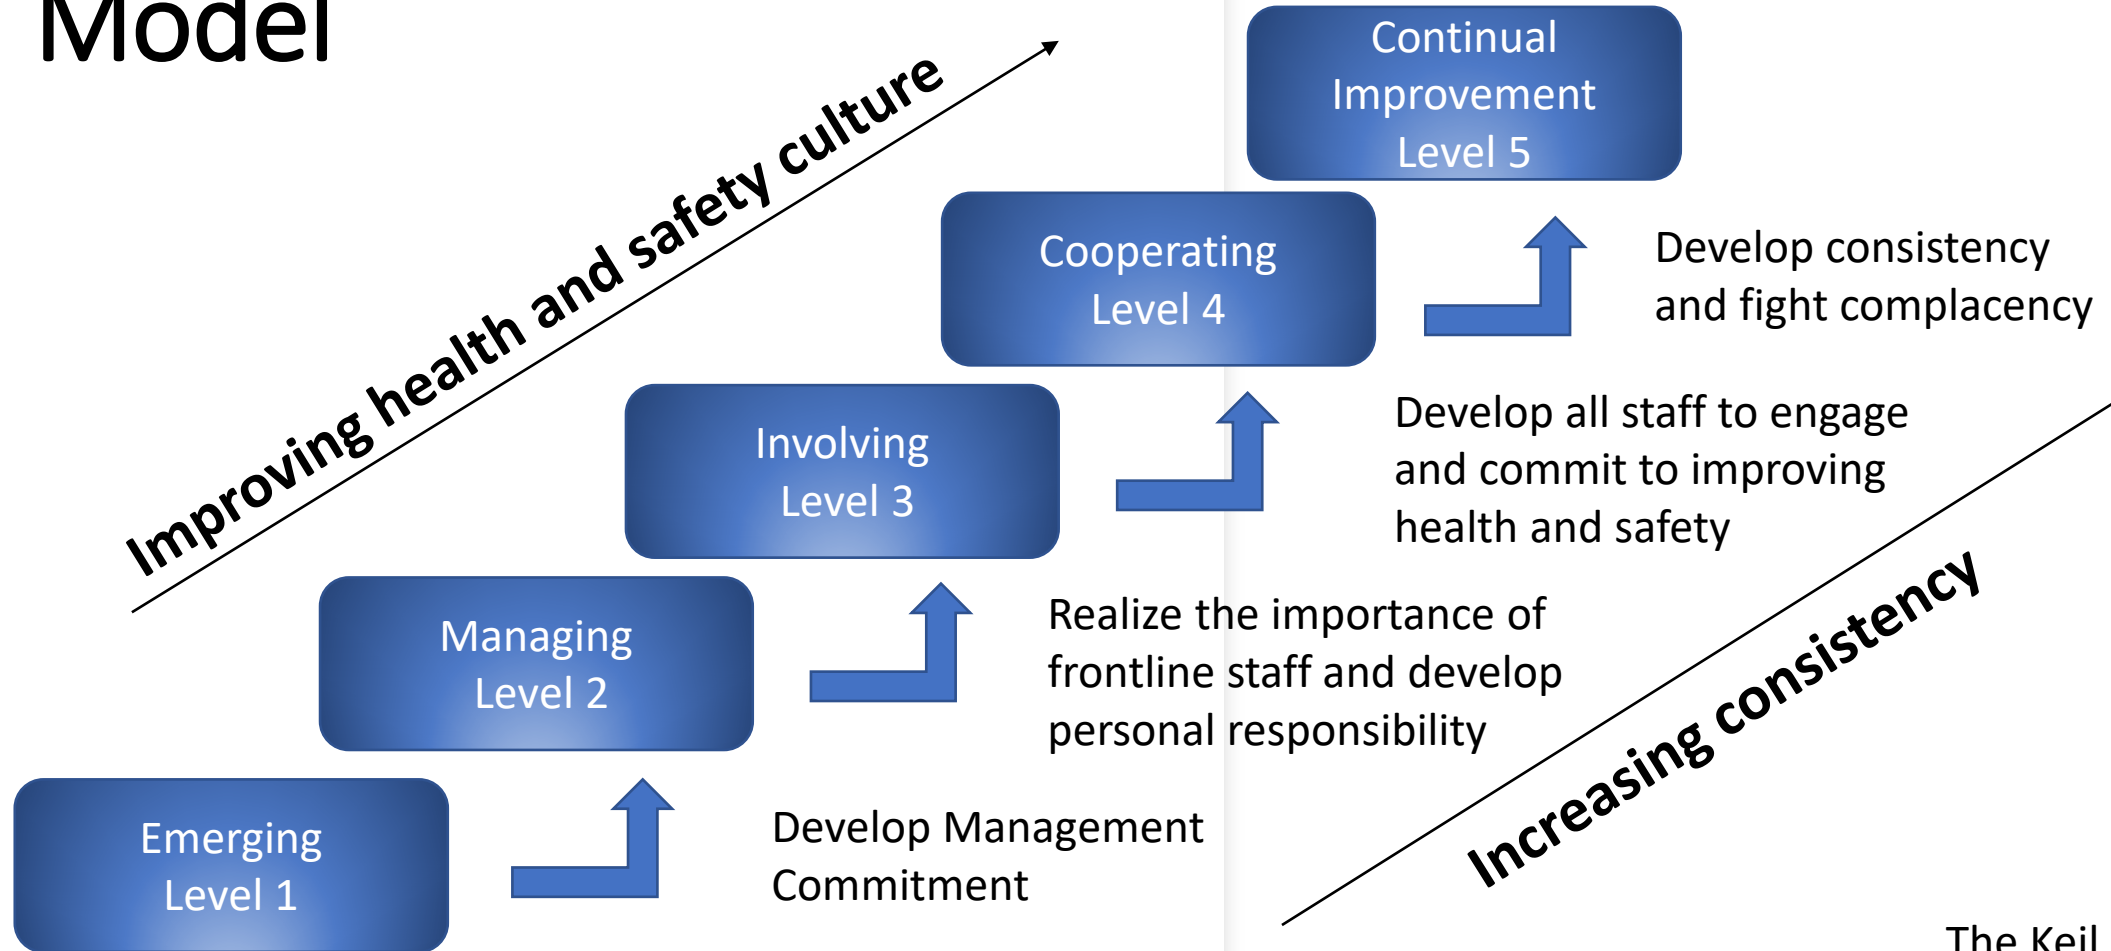 Model
Improving health and safety culture
Continual
Improvement
Level 5
Develop consistency
and fight complacency
Cooperating
Level 4
Develop all staff to engage
and commit to improving
health and safety
Involving
Level 3
Realize the importance of
frontline staff and develop
personal responsibility
Managing
Level 2
Increasing consistency
Develop Management
Commitment
Emerging
Level 1
The Keil